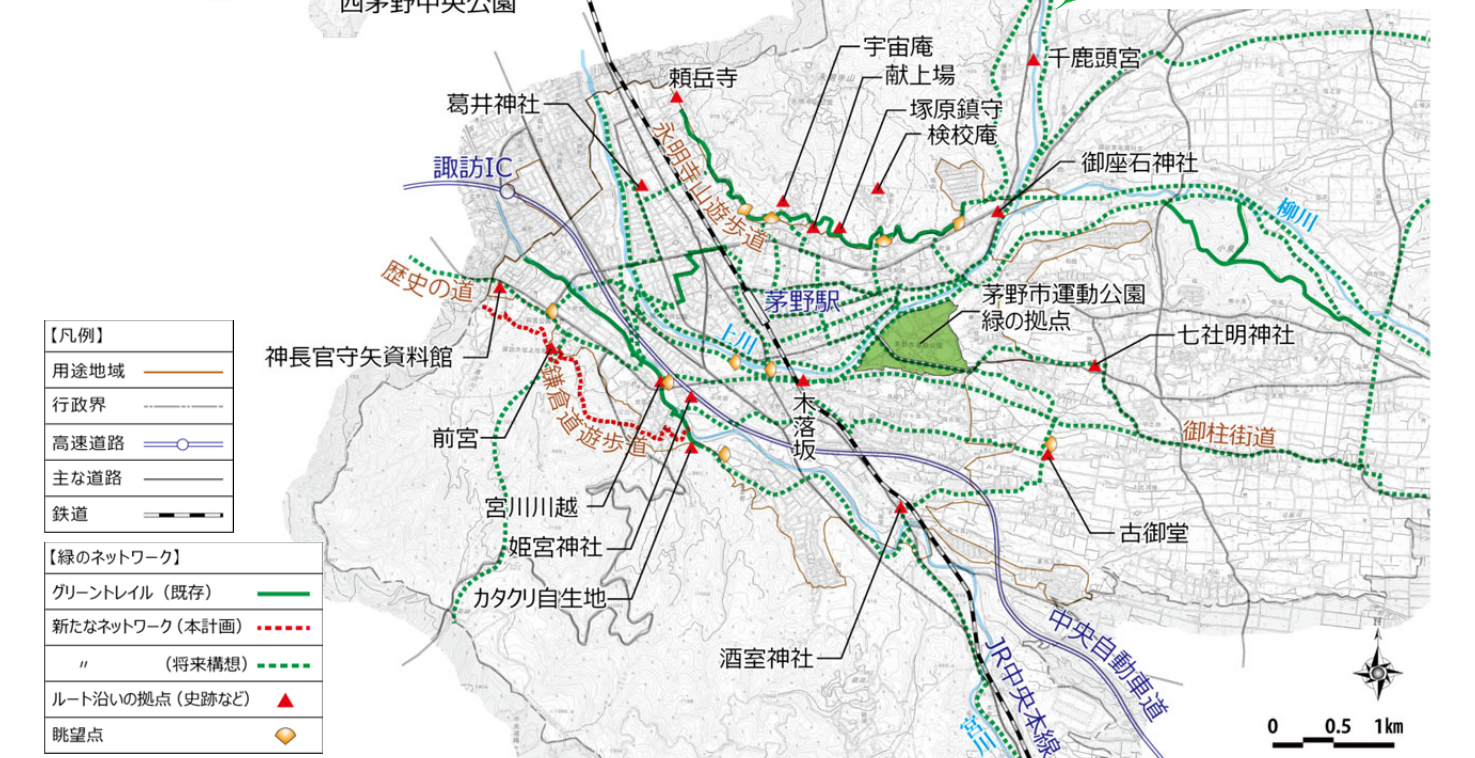 西茅野中央公園
宇宙庵
千鹿頭宮
献上場
頼岳寺
葛井神社
塚原鎮守
検校庵
永明寺山遊歩道
諏訪IC
御座石神社
柳川
歴史の道
茅野駅
茅野市運動公園
緑の拠点
上川
七社明神社
神長官守矢資料館
鎌倉道遊歩道
木落坂
前宮
御柱街道
宮川川越
古御堂
姫宮神社
カタクリ自生地
酒室神社
中央自動車道
JR中央本線
宮川
N
0 0.5 1km
【凡例】
用途地域
行政界
高速道路
主な道路
鉄道
【緑のネットワーク】
グリーントレイル（既存）
新たなネットワーク（本計画）
〃 （将来構想）
ルート沿いの拠点（史跡など）
眺望点